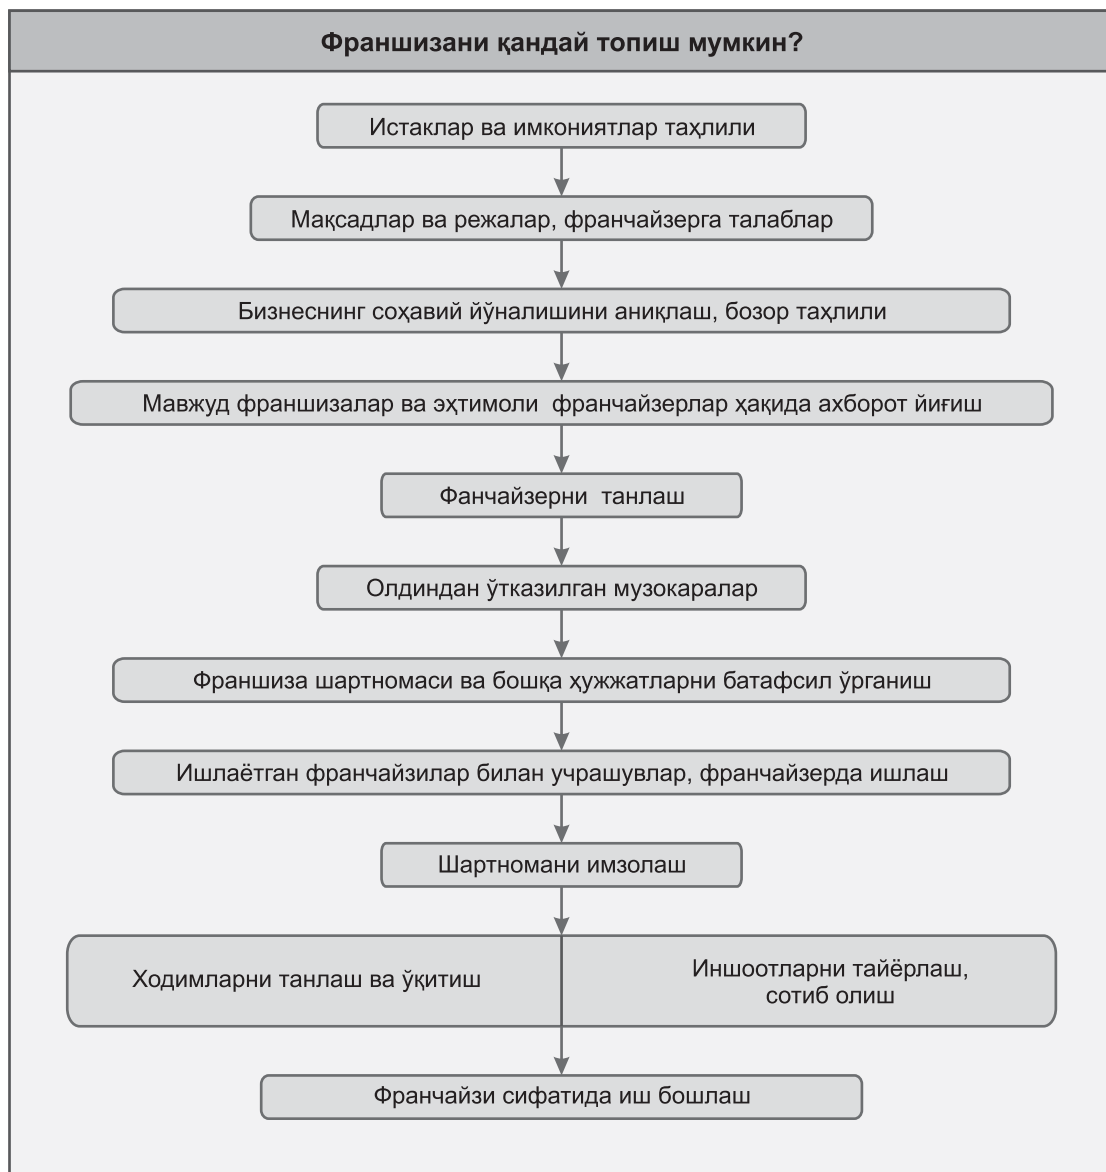 Франшизани қандай топиш мумкин?
Истаклар ва имкониятлар таҳлили
Мақсадлар ва режалар, франчайзерга талаблар
Бизнеснинг соҳавий йўналишини аниқлаш, бозор таҳлили
Мавжуд франшизалар ва эҳтимоли франчайзерлар ҳақида ахборот йиғиш
Фанчайзерни танлаш
Олдиндан ўтказилган музокаралар
Франшиза шартномаси ва бошқа ҳужжатларни батафсил ўрганиш
Ишлаётган франчайзилар билан учрашувлар, франчайзерда ишлаш
Шартномани имзолаш
Ходимларни танлаш ва ўқитиш
Иншоотларни тайёрлаш,
сотиб олиш
Франчайзи сифатида иш бошлаш